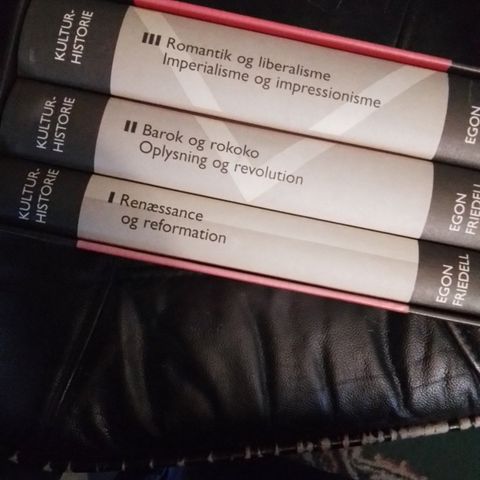 KULTUR-
HISTORIE
III Romantik og liberalisme
Imperialisme og impressionisme
EGON
KULTUR-
HISTORIE
II Barok og rokoko
Oplysning og revolution
EGON
FRIEDELL
KULTUR-
HISTORIE
I Renæssance
og reformation
EGON
FRIEDELL